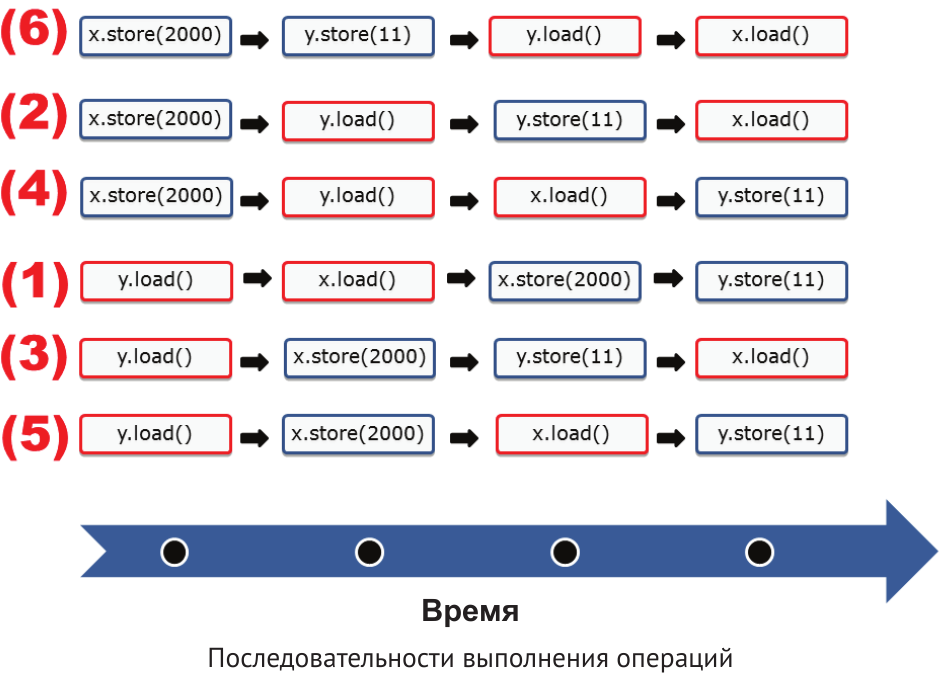 (6) x.store(2000) y.store(11) y.load() x.load()
(2) x.store(2000) y.load() y.store(11) x.load()
(4) x.store(2000) y.load() x.load() y.store(11)
(1) y.load() x.load() x.store(2000) y.store(11)
(3) y.load() x.store(2000) y.store(11) x.load()
(5) y.load() x.store(2000) x.load() y.store(11)
Время
Последовательности выполнения операций